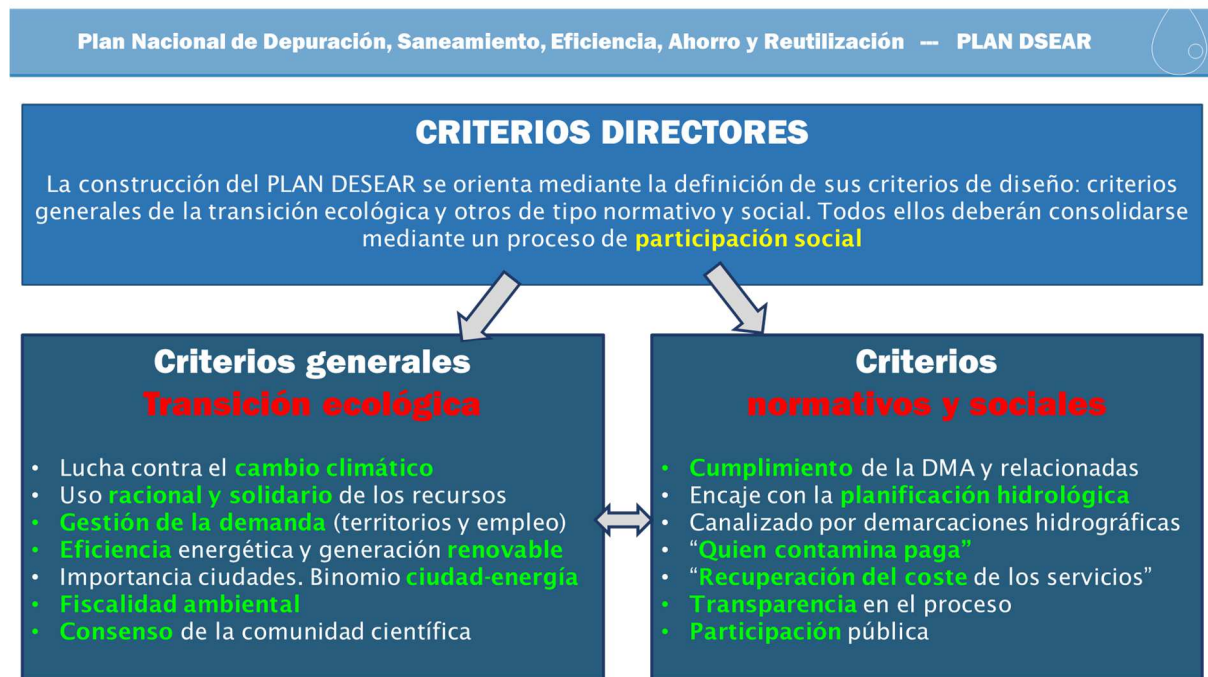 Plan Nacional de Depuración, Saneamiento, Eficiencia, Ahorro y Reutilización --- PLAN DSEAR
CRITERIOS DIRECTORES
La construcción del PLAN DESEAR se orienta mediante la definición de sus criterios de diseño: criterios
generales de la transición ecológica y otros de tipo normativo y social. Todos ellos deberán consolidarse
mediante un proceso de participación social
Criterios generales
Transición ecológica
• Lucha contra el cambio climático
• Uso racional y solidario de los recursos
• Gestión de la demanda (territorios y empleo)
• Eficiencia energética y generación renovable
• Importancia ciudades. Binomio ciudad-energía
• Fiscalidad ambiental
• Consenso de la comunidad científica
Criterios
normativos y sociales
• Cumplimiento de la DMA y relacionadas
• Encaje con la planificación hidrológica
• Canalizado por demarcaciones hidrográficas
• “Quien contamina paga”
• “Recuperación del coste de los servicios”
• Transparencia en el proceso
• Participación pública